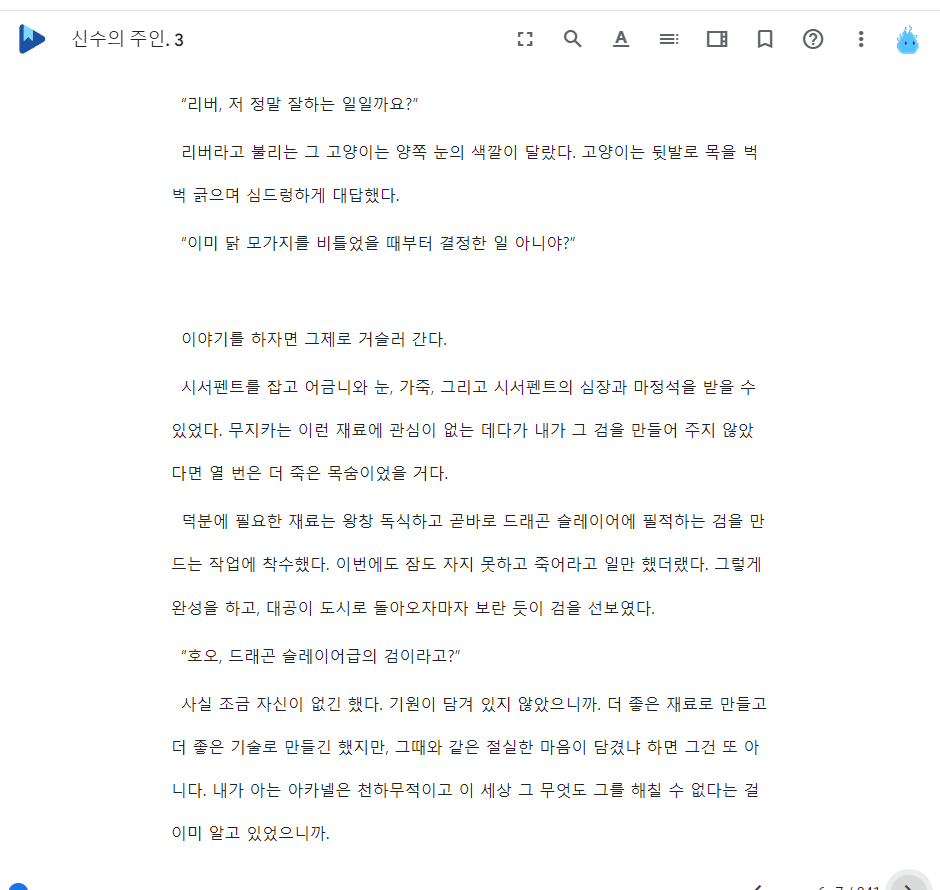 신수의 주인. 3
"리버, 저 정말 잘하는 일일까요?"
리버라고 불리는 그 고양이는 양쪽 눈의 색깔이 달랐다. 고양이는 뒷발로 목을 벅
벅 긁으며 심드렁하게 대답했다.
"이미 닭 모가지를 비틀었을 때부터 결정한 일 아니야?"
이야기를 하자면 그제로 거슬러 간다.
시서펜트를 잡고 어금니와 눈, 가죽, 그리고 시서펜트의 심장과 마정석을 받을 수
있었다. 무지카는 이런 재료에 관심이 없는 데다가 내가 그 검을 만들어 주지 않았
다면 열 번은 더 죽은 목숨이었을 거다.
덕분에 필요한 재료는 왕창 독식하고 곧바로 드래곤 슬레이어에 필적하는 검을 만
드는 작업에 착수했다. 이번에도 잠도 자지 못하고 죽어라고 일만 했더랬다. 그렇게
완성을 하고, 대공이 도시로 돌아오자마자 보란 듯이 검을 선보였다.
"호오, 드래곤 슬레이어급의 검이라고?"
사실 조금 자신이 없긴 했다. 기원이 담겨 있지 않았으니까. 더 좋은 재료로 만들고
더 좋은 기술로 만들긴 했지만, 그때와 같은 절실한 마음이 담겼냐 하면 그건 또 아
니다. 내가 아는 아카넬은 천하무적이고 이 세상 그 무엇도 그를 해칠 수 없다는 걸
이미 알고 있었으니까.